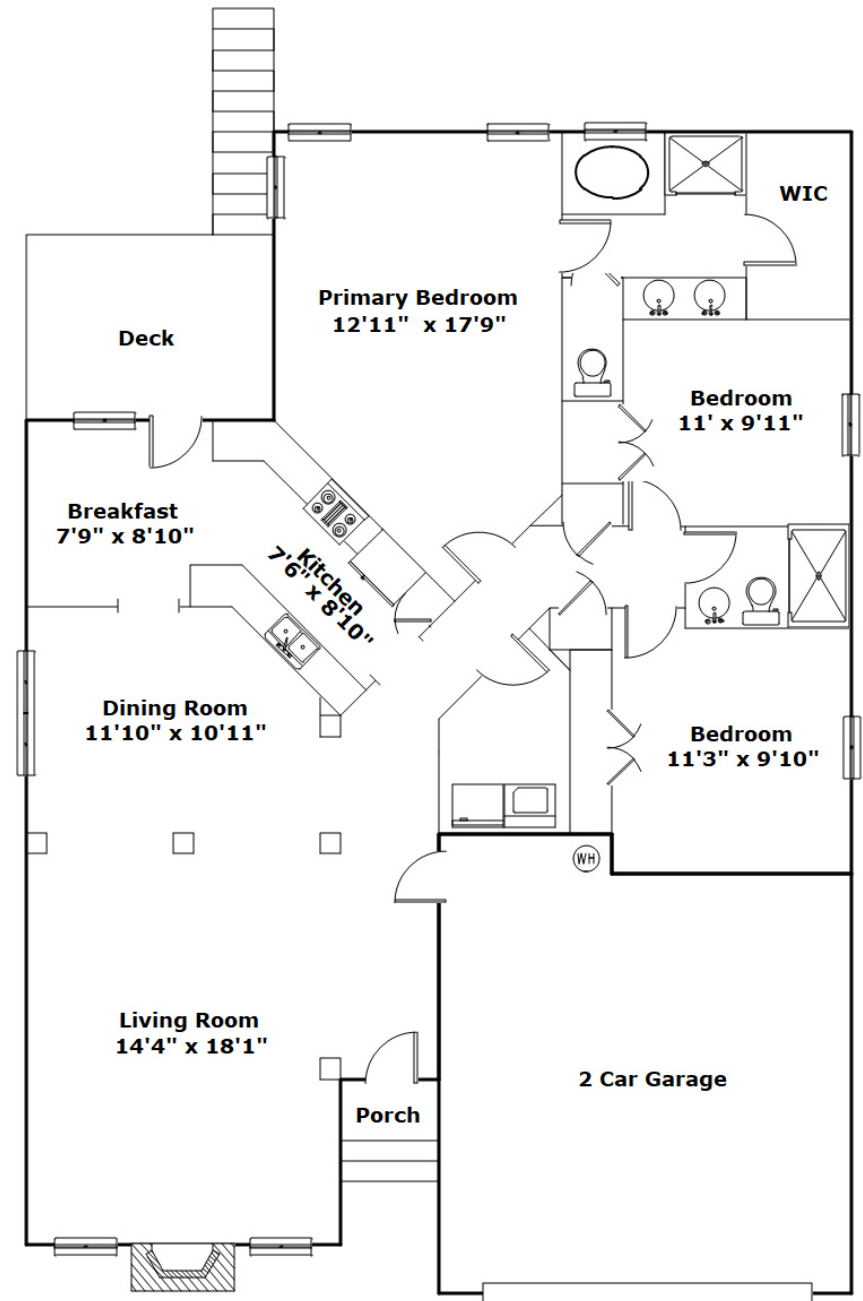 WIC
Primary Bedroom
12'11" x 17'9"
Deck
Bedroom
11' x 9'11"
Breakfast
7'9" x 8'10"
Kitchen
7'6" x 8'10"
Dining Room
11'10" x 10'11"
Bedroom
11'3" x 9'10"
WH
Living Room
14'4" x 18'1"
2 Car Garage
Porch